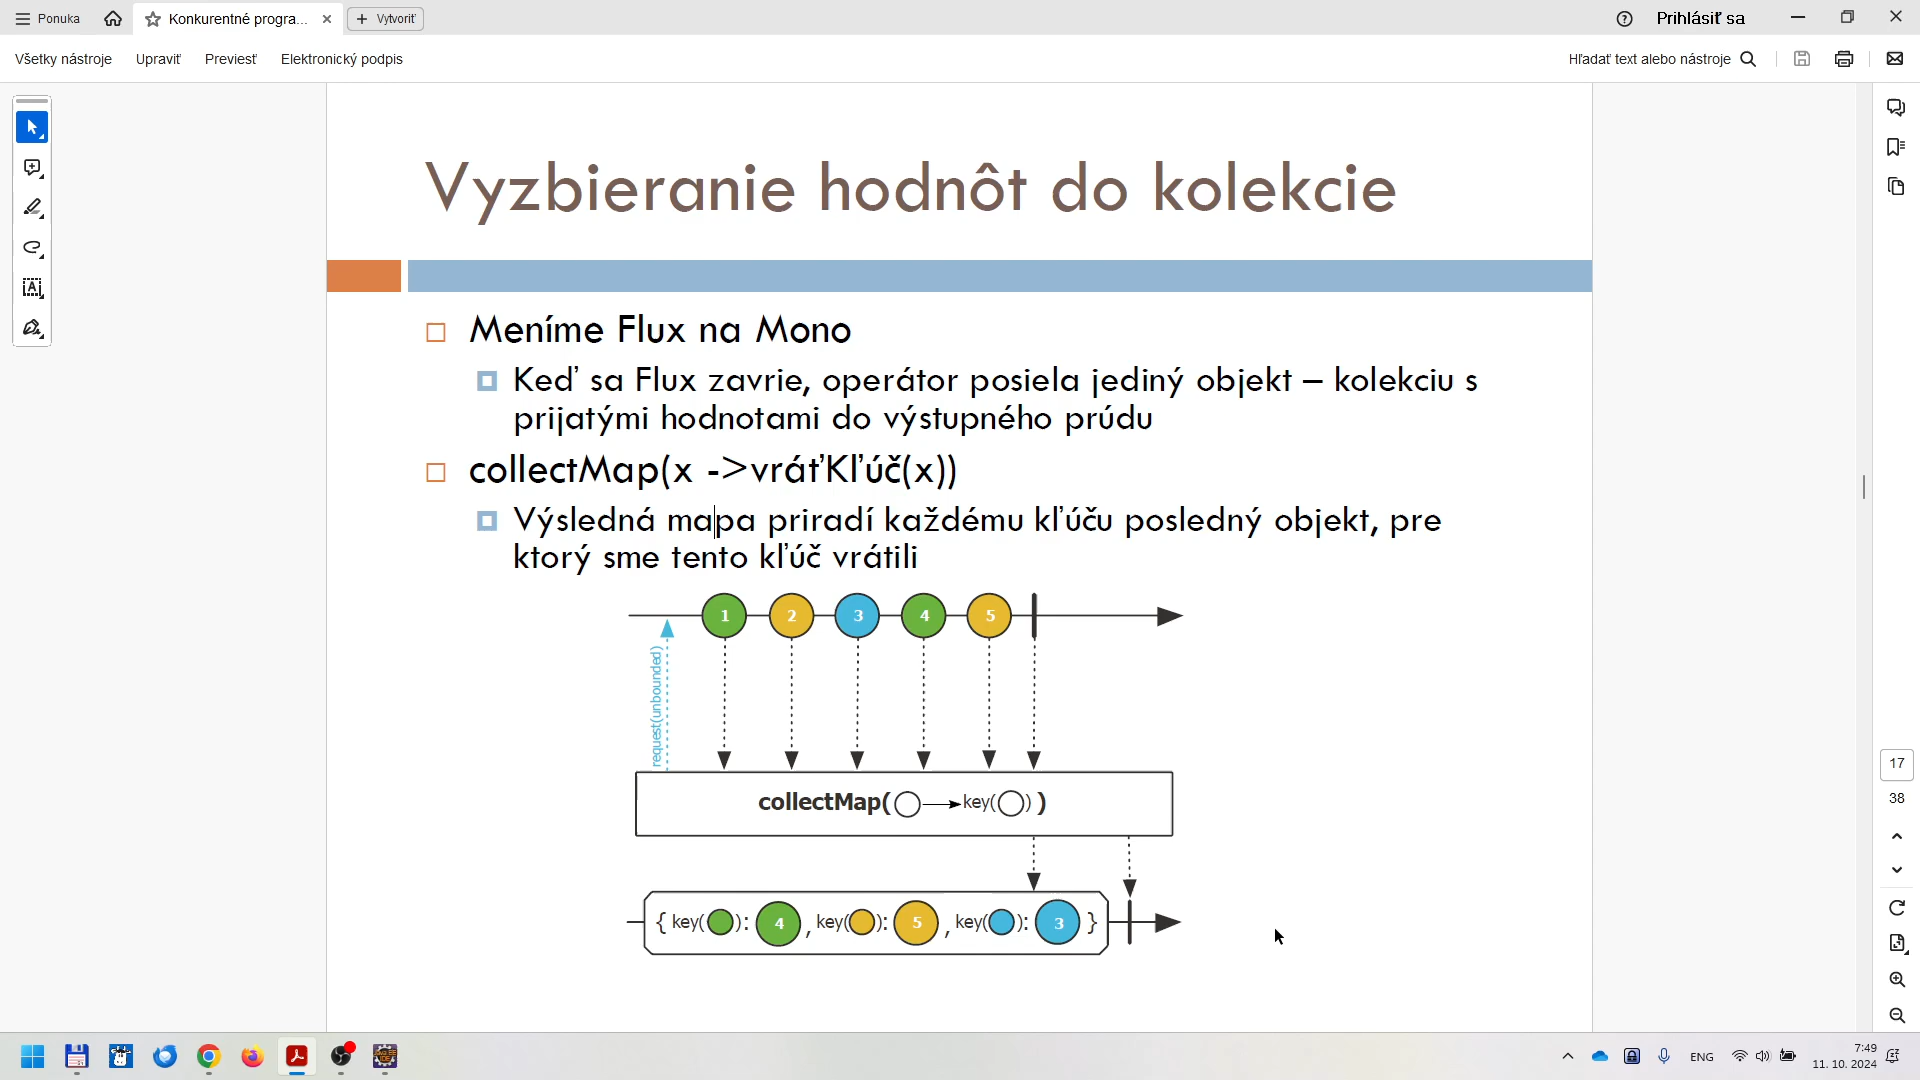 Ponuka
Konkurentné progra...
Vytvoriť
Prihlásiť sa
Všetky nástroje
Upraviť
Previesť
Elektronický podpis
Hľadať text alebo nástroje
Vyzbieranie hodnôt do kolekcie
Meníme Flux na Mono
Keď sa Flux zavrie, operátor posiela jediný objekt – kolekciu s
prijatými hodnotami do výstupného prúdu
collectMap(x ->vráťKľúč(x))
Výsledná mapa priradí každému kľúču posledný objekt, pre
ktorý sme tento kľúč vrátili
1 2 3 4 5
request(unbounded)
collectMap( key( ) )
{ key( ): 4 , key( ): 5 , key( ): 3 }
17
38
ENG
7:49
11. 10. 2024